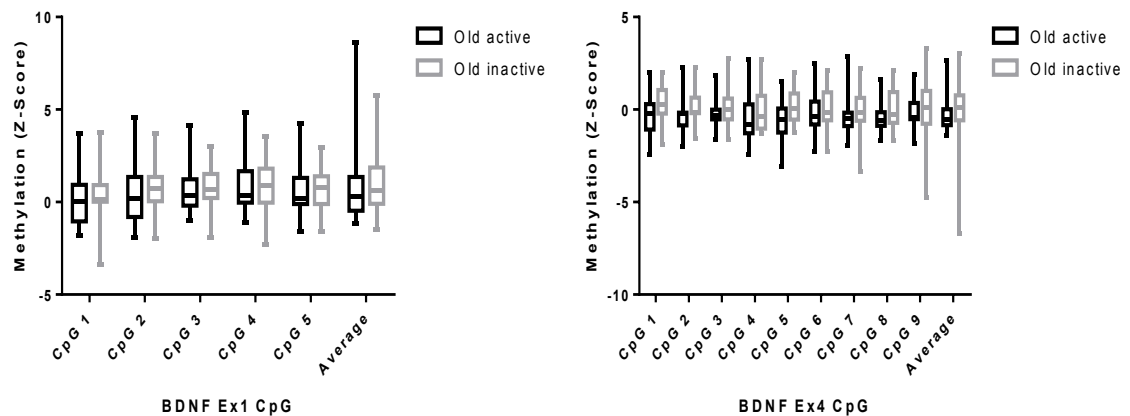 10
5
0
-5
Methylation (Z-Score)
CpG 1
CpG 2
CpG 3
CpG 4
CpG 5
Average
BDNF Ex1 CpG
Old active
Old inactive
5
0
-5
-10
Methylation (Z-Score)
CpG 1
CpG 2
CpG 3
CpG 4
CpG 5
CpG 6
CpG 7
CpG 8
CpG 9
Average
BDNF Ex4 CpG
Old active
Old inactive